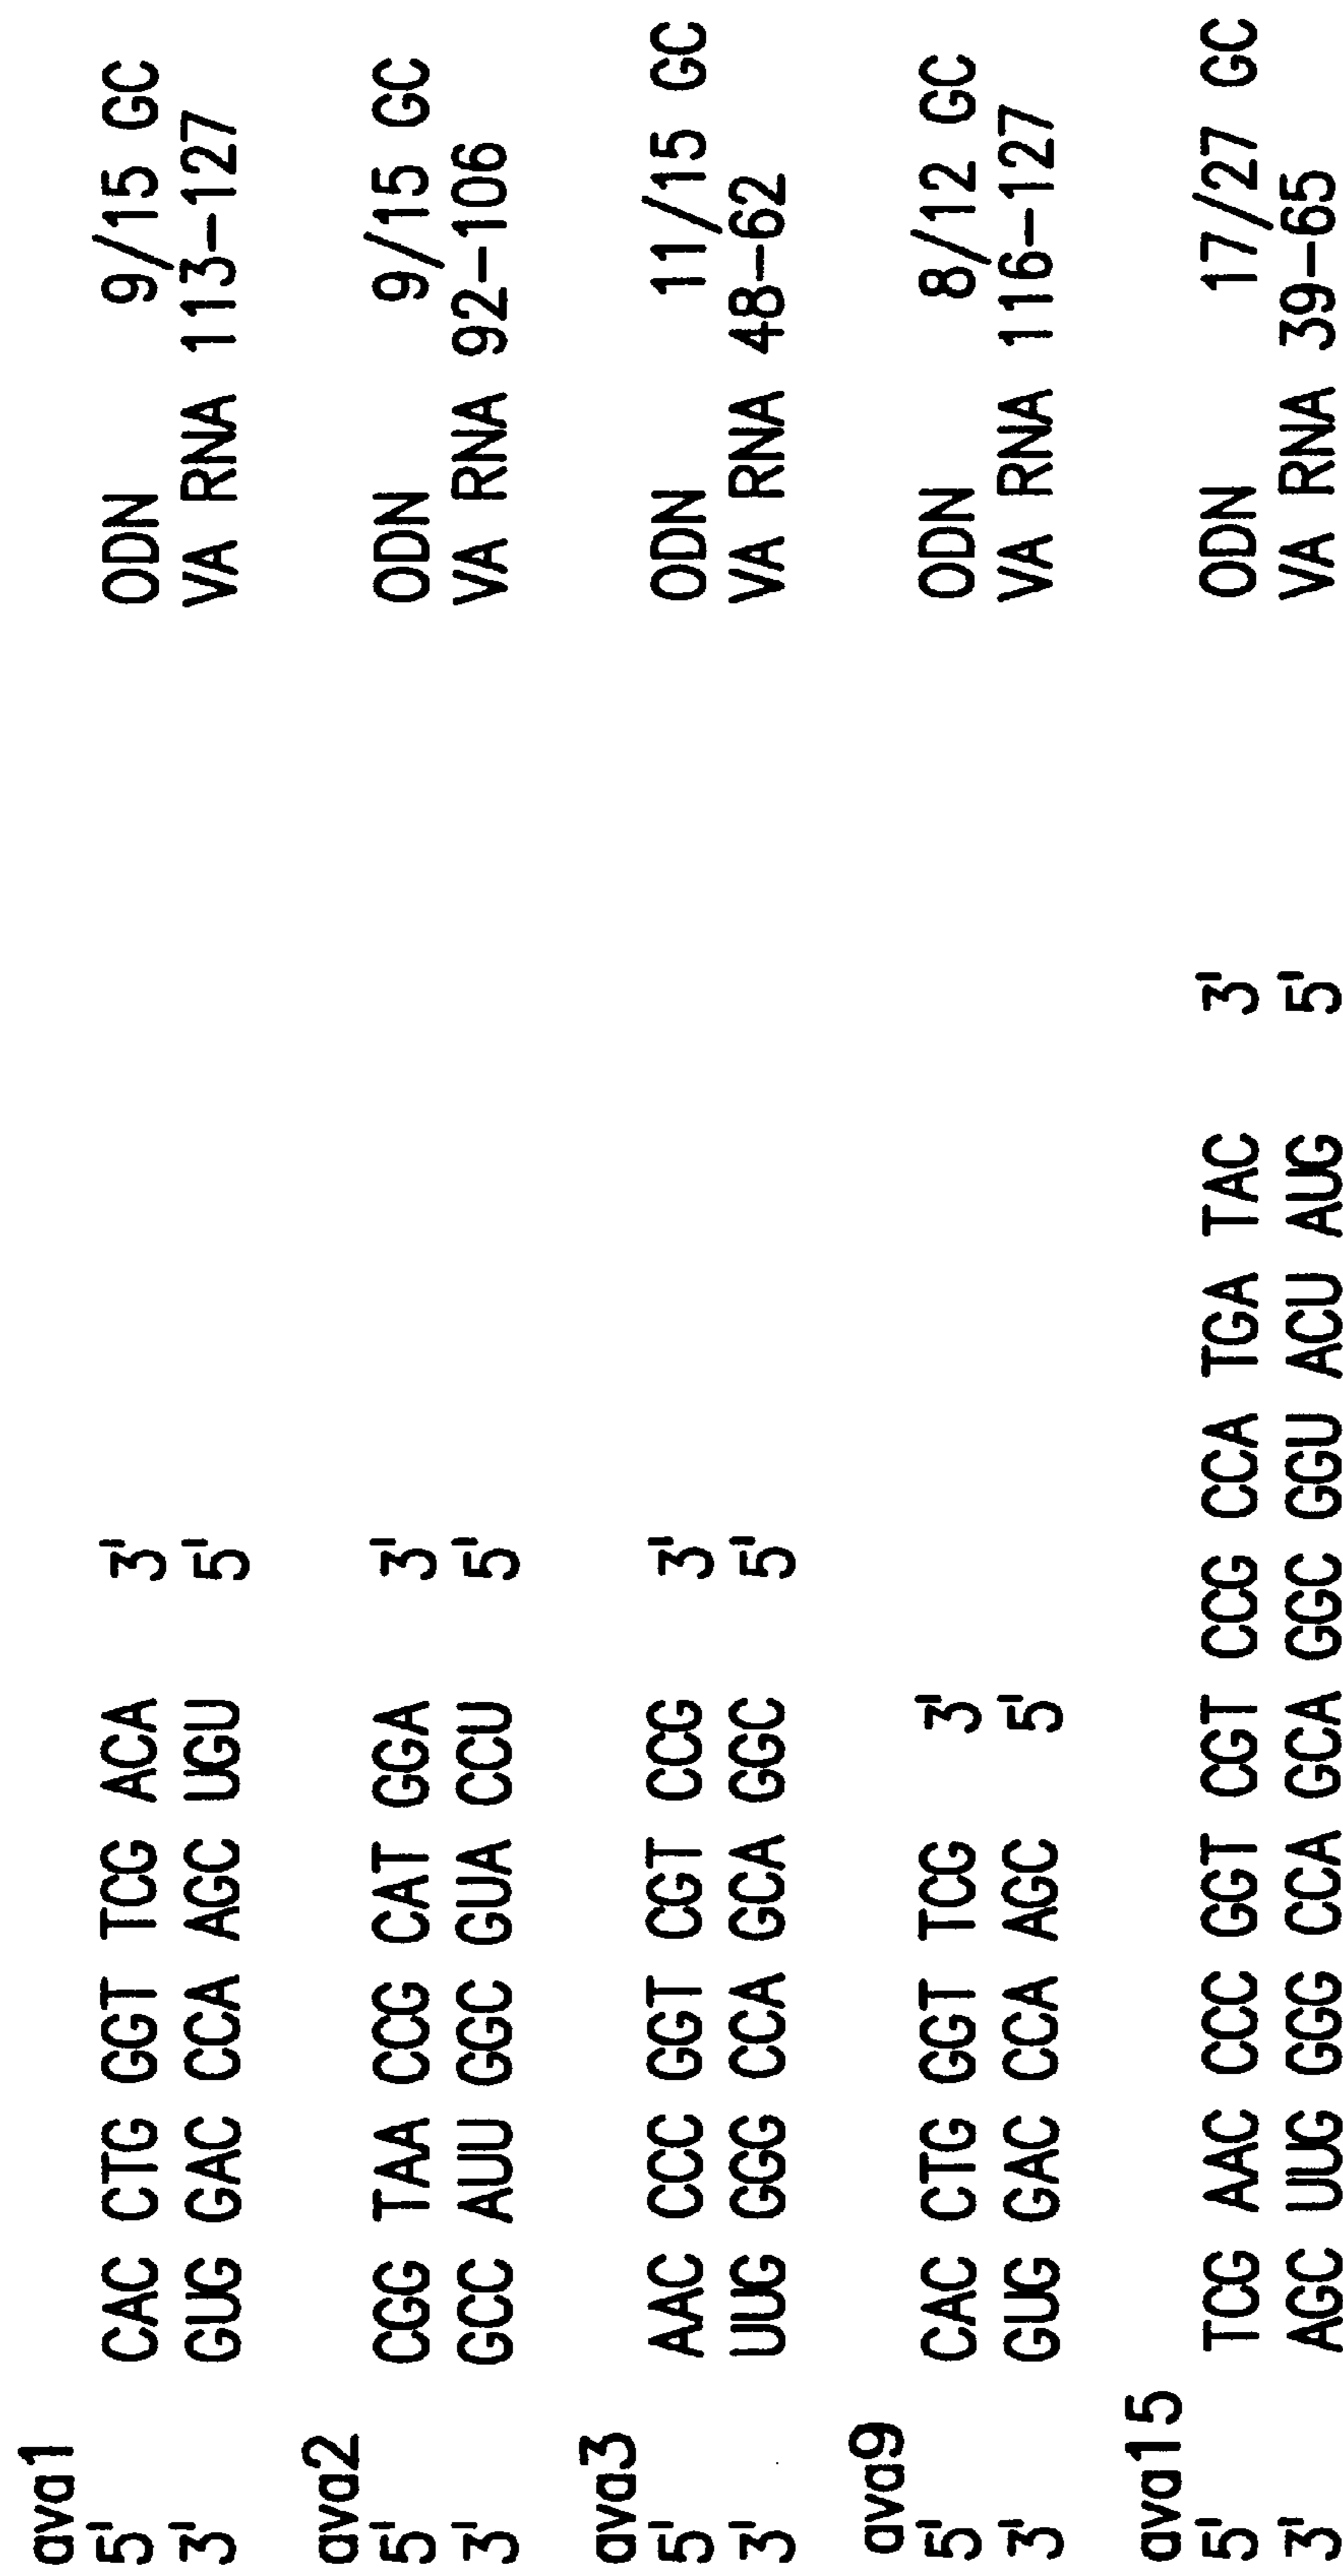 ava1
5' CAC CTG GGT TCG ACA 3' ODN 9/15 GC
3' GUG GAC CCA AGC UGU 5' VA RNA 113-127
ava2
5' CGG TAA CCG CAT GGA 3' ODN 9/15 GC
3' GCC AUU GGC GUA CCU 5' VA RNA 92-106
ava3
5' AAC CCC GGT CGT CCG 3' ODN 11/15 GC
3' UUG GGG CCA GCA GGC 5' VA RNA 48-62
ava9
5' CAC CTG GGT TCG 3' ODN 8/12 GC
3' GUG GAC CCA AGC 5' VA RNA 116-127
ava15
5' TCG AAC CCC GGT CGT CCG CCA TGA TAC 3' ODN 17/27 GC
3' AGC UUG GGG CCA GCA GGC GGU ACU AUG 5' VA RNA 39-65